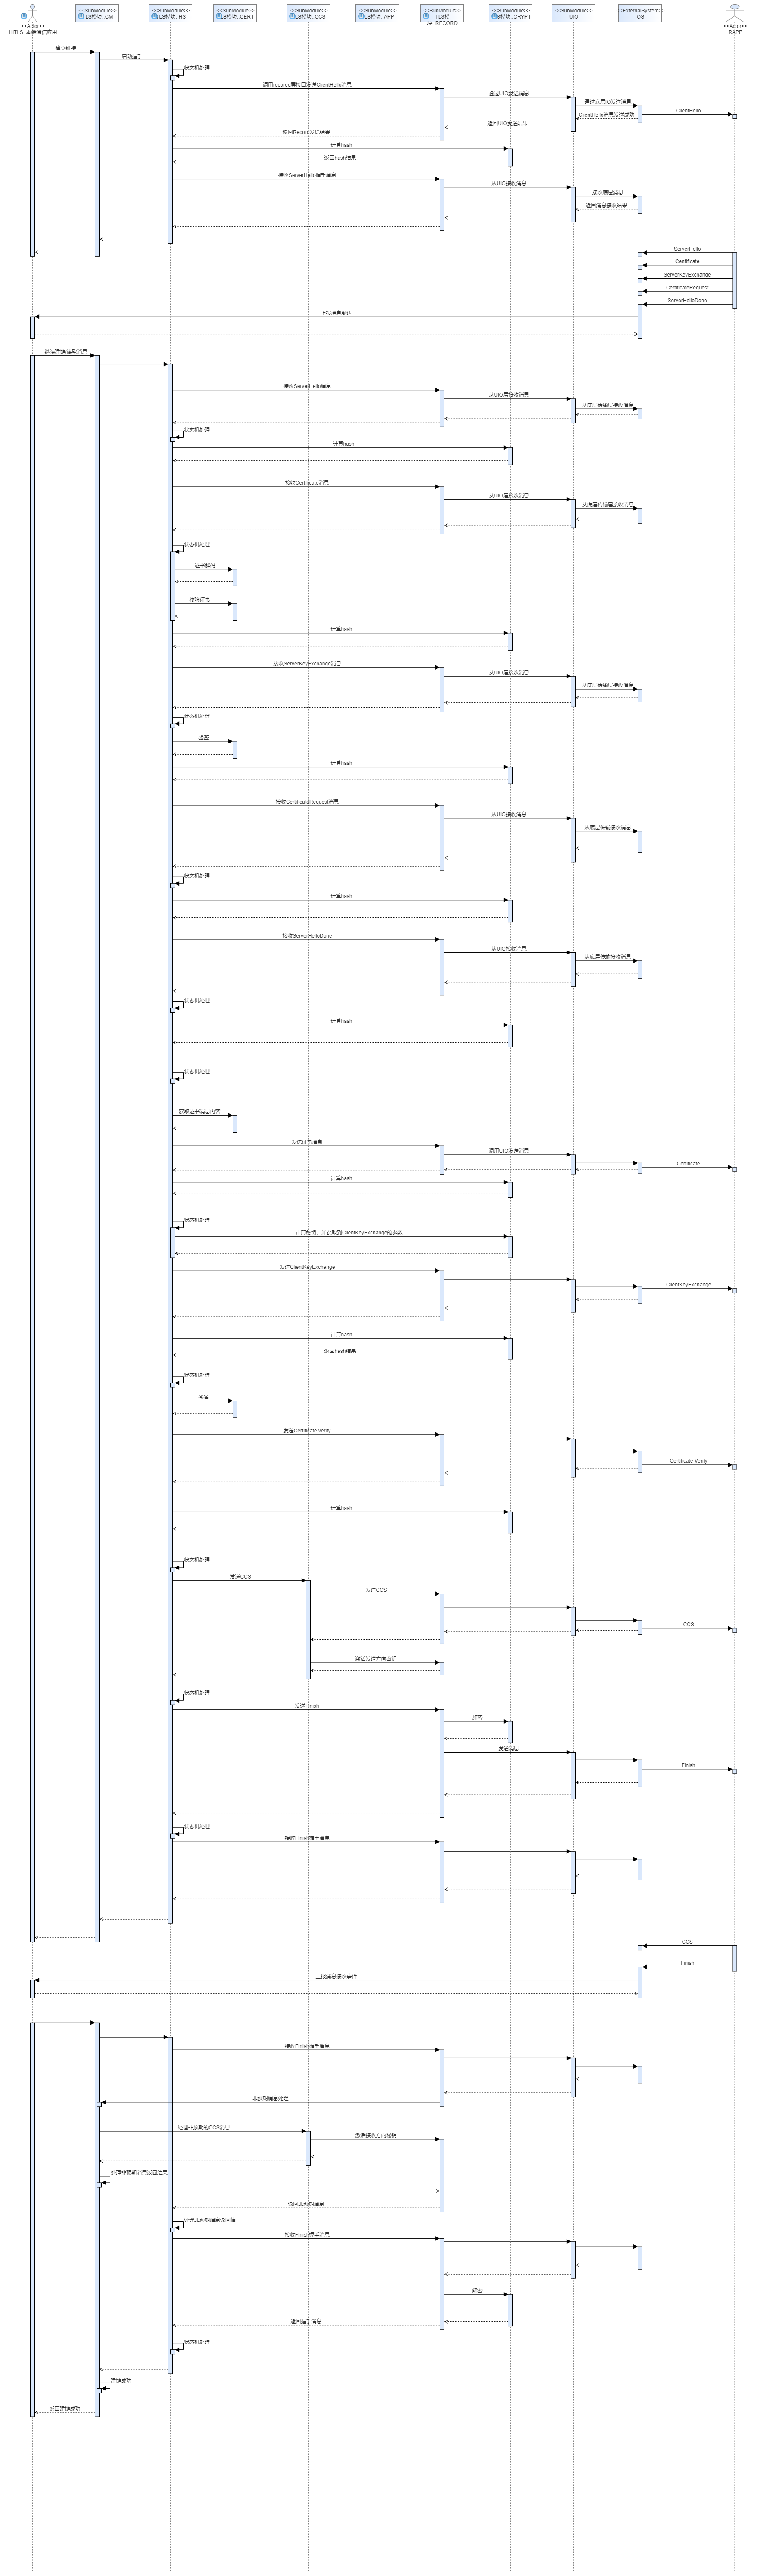 <<Actor>>
HiTLS::本端通信应用
<<SubModule>>
TLS模块::CM
<<SubModule>>
TLS模块::HS
<<SubModule>>
TLS模块::CERT
<<SubModule>>
TLS模块::CCS
<<SubModule>>
TLS模块::APP
<<SubModule>>
TLS模
块::RECORD
<<SubModule>>
TLS模块::CRYPT
<<SubModule>>
UIO
<<ExternalSystem>>
OS
<<Actor>>
RAPP
建立链接
启动握手
状态机处理
调用recored层接口发送ClientHello消息
通过UIO发送消息
通过底层IO发送消息
ClientHello
ClientHello消息发送成功
返回UIO发送结果
返回Record发送结果
计算hash
返回hash结果
接收ServerHello握手消息
从UIO接收消息
接收底层消息
返回消息接收结果
ServerHello
Certificate
ServerKeyExchange
CertificateRequest
ServerHelloDone
上报消息到达
继续建链/读取消息
接收ServerHello消息
从UIO层接收消息
从底层传输层接收消息
状态机处理
计算hash
接收Certificate消息
从UIO层接收消息
从底层传输层接收消息
状态机处理
证书解码
校验证书
计算hash
接收ServerKeyExchange消息
从UIO层接收消息
从底层传输层接收消息
状态机处理
验签
计算hash
接收CertificateRequest消息
从UIO接收消息
从底层传输接收消息
状态机处理
计算hash
接收ServerHelloDone
从UIO接收消息
从底层传输接收消息
状态机处理
计算hash
状态机处理
获取证书消息内容
发送证书消息
调用UIO发送消息
Certificate
计算hash
状态机处理
计算秘钥、并获取到ClientKeyExchange的参数
发送ClientKeyExchange
ClientKeyExchange
计算hash
返回hash结果
状态机处理
签名
发送Certificate verify
Certificate Verify
计算hash
状态机处理
发送CCS
发送CCS
CCS
激活发送方向密钥
状态机处理
发送Finish
加密
发送消息
Finish
状态机处理
接收Finish握手消息
CCS
Finish
上报消息接收事件
接收Finish握手消息
非预期消息处理
处理非预期的CCS消息
激活接收方向秘钥
处理非预期消息返回结果
返回非预期消息
处理非预期消息返回值
接收Finish握手消息
解密
返回握手消息
状态机处理
建链成功
返回建链成功